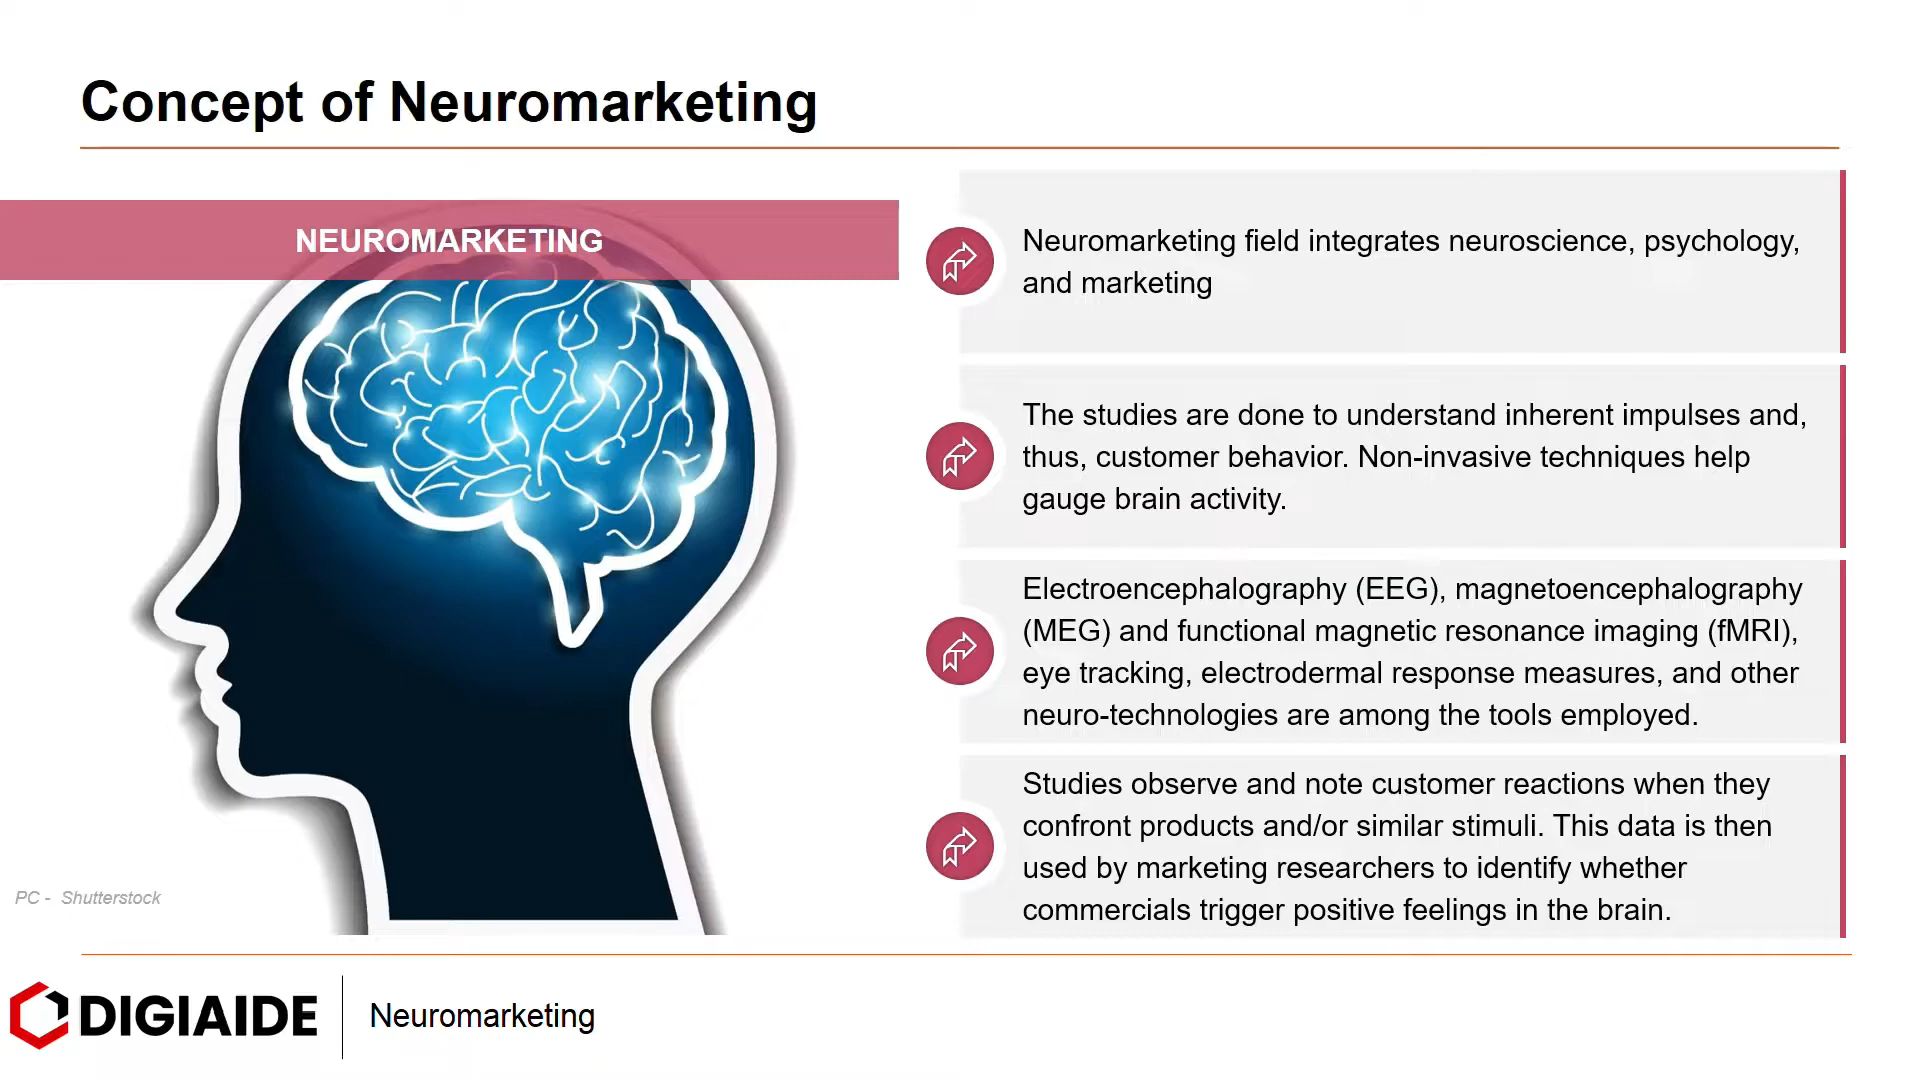 Concept of Neuromarketing
NEUROMARKETING
Neuromarketing field integrates neuroscience, psychology,
and marketing
The studies are done to understand inherent impulses and,
thus, customer behavior. Non-invasive techniques help
gauge brain activity.
Electroencephalography (EEG), magnetoencephalography
(MEG) and functional magnetic resonance imaging (fMRI),
eye tracking, electrodermal response measures, and other
neuro-technologies are among the tools employed.
Studies observe and note customer reactions when they
confront products and/or similar stimuli. This data is then
used by marketing researchers to identify whether
commercials trigger positive feelings in the brain.
PC - Shutterstock
DIGIAIDE
Neuromarketing